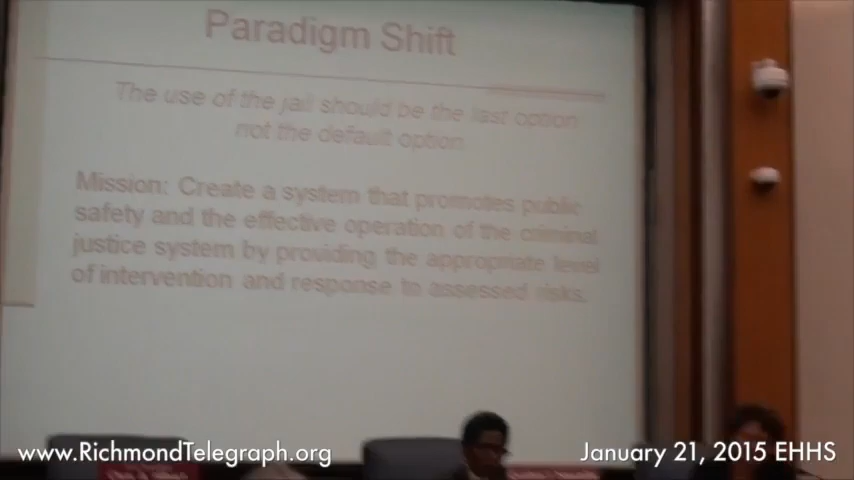 Paradigm Shift
The use of the jail should be the last option
not the default option
Mission: Create a system that promotes public
safety and the effective operation of the criminal
justice system by providing the appropriate level
of intervention and response to assessed risks.
www.RichmondTelegraph.org
January 21, 2015 EHHS